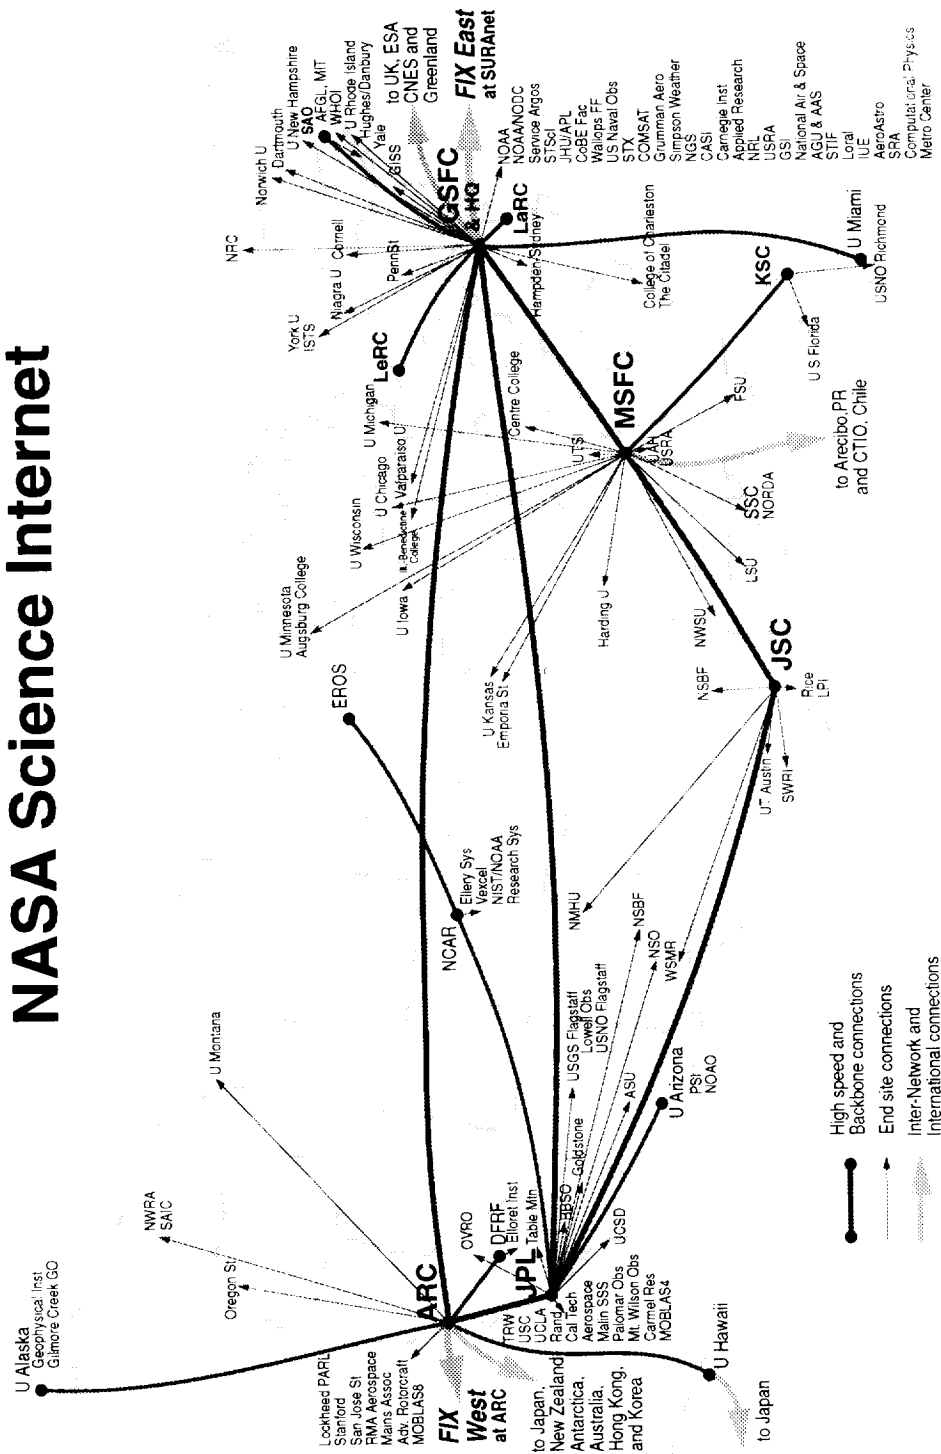 NASA Science Internet
U Alaska
Geophysical Inst
Gilmore Creek GO
NWRA
SAIC
Oregon St
U Montana
Lockheed PARL
Stanford
San Jose St
RMA Aerospace
Mains Assoc
Adv. Rotorcraft
MOBLAS8
ARC
FIX
West
at ARC
to Japan,
New Zealand
Antarctica,
Australia,
Hong Kong,
and Korea
U Hawaii
to Japan
OVRO
DFRF
Elloret Inst
Table Mtn
JPL
TRW
USC
UCLA
Rand
Cal Tech
Aerospace
Malin SSS
Palomar Obs
Mt. Wilson Obs
Carmel Res
MOBLAS4
UCSD
BBSO
Goldstone
ASU
USGS Flagstaff
Lowell Obs
USNO Flagstaff
U Arizona
PSI
NOAO
NSBF
NSO
WSMR
NMHU
NCAR
Ellery Sys
Vexcel
NIST/NOAA
Research Sys
EROS
UT. Austin
SWRI
JSC
NSBF
Rice
LPI
U Minnesota
Augsburg College
U Wisconsin
U Chicago
U Michigan
Valparaiso U
Ill. Benedictine
College
U Iowa
U Kansas
Emporia St
Harding U
NWSU
LSU
SSC
NORDA
FSU
Centre College
UTSI
UAH
USRA
MSFC
to Arecibo,PR
and CTIO, Chile
KSC
U S Florida
U Miami
USNO Richmond
College of Charleston
The Citadel
Hampden/Sydney
LeRC
LaRC
York U
ISTS
Niagra U
Penn St
Cornell
NRC
Norwich U
Dartmouth
U New Hampshire
SAO
AFGL, MIT
WHOI
U Rhode Island
Hughes/Danbury
Yale
GISS
GSFC
& HQ
to UK, ESA
CNES and
Greenland
FIX East
at SURAnet
NOAA
NOAA/NODC
Service Argos
STScI
JHU/APL
CoBE Fac
Wallops FF
US Naval Obs
STX
COMSAT
Grumman Aero
Simpson Weather
NGS
CASI
Carnegie Inst
Applied Research
NRL
USRA
GSI
National Air & Space
AGU & AAS
STIF
Loral
IUE
AeroAstro
SRA
Computational Physics
Metro Center
High speed and
Backbone connections
End site connections
Inter-Network and
International connections